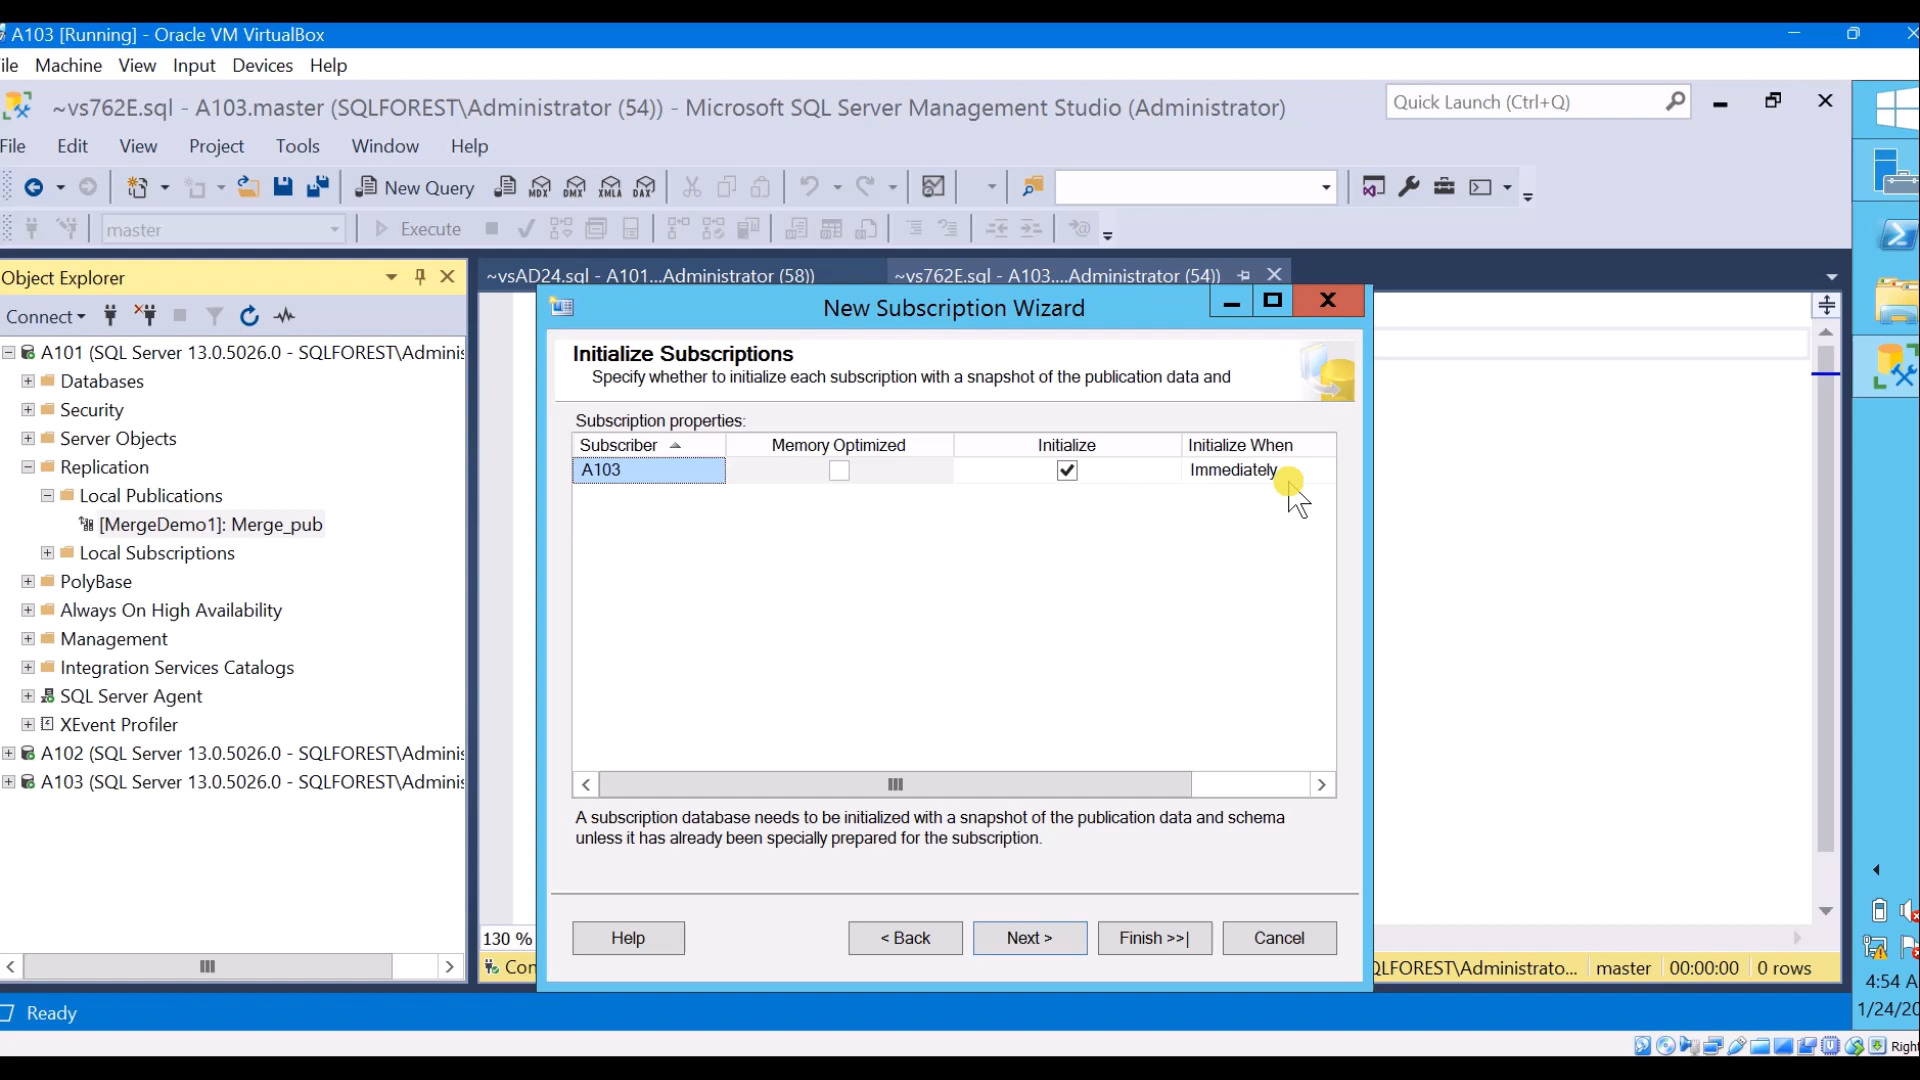 A103 [Running] - Oracle VM VirtualBox
ile Machine View Input Devices Help
~vs762E.sql - A103.master (SQLFOREST\Administrator (54)) - Microsoft SQL Server Management Studio (Administrator)
Quick Launch (Ctrl+Q)
File Edit View Project Tools Window Help
New Query MDX DMX XMLA DAX
master Execute
Object Explorer
~vsAD24.sql - A101...Administrator (58))
~vs762E.sql - A103....Administrator (54))
Connect
A101 (SQL Server 13.0.5026.0 - SQLFOREST\Adminis
Databases
Security
Server Objects
Replication
Local Publications
[MergeDemo1]: Merge_pub
Local Subscriptions
PolyBase
Always On High Availability
Management
Integration Services Catalogs
SQL Server Agent
XEvent Profiler
A102 (SQL Server 13.0.5026.0 - SQLFOREST\Adminis
A103 (SQL Server 13.0.5026.0 - SQLFOREST\Adminis
New Subscription Wizard
Initialize Subscriptions
Specify whether to initialize each subscription with a snapshot of the publication data and
Subscription properties:
Subscriber Memory Optimized Initialize Initialize When
A103 Immediately
A subscription database needs to be initialized with a snapshot of the publication data and schema
unless it has already been specially prepared for the subscription.
Help < Back Next > Finish >>| Cancel
130 %
Con
QLFOREST\Administrato... master 00:00:00 0 rows
Ready
4:54 A
1/24/20
Right